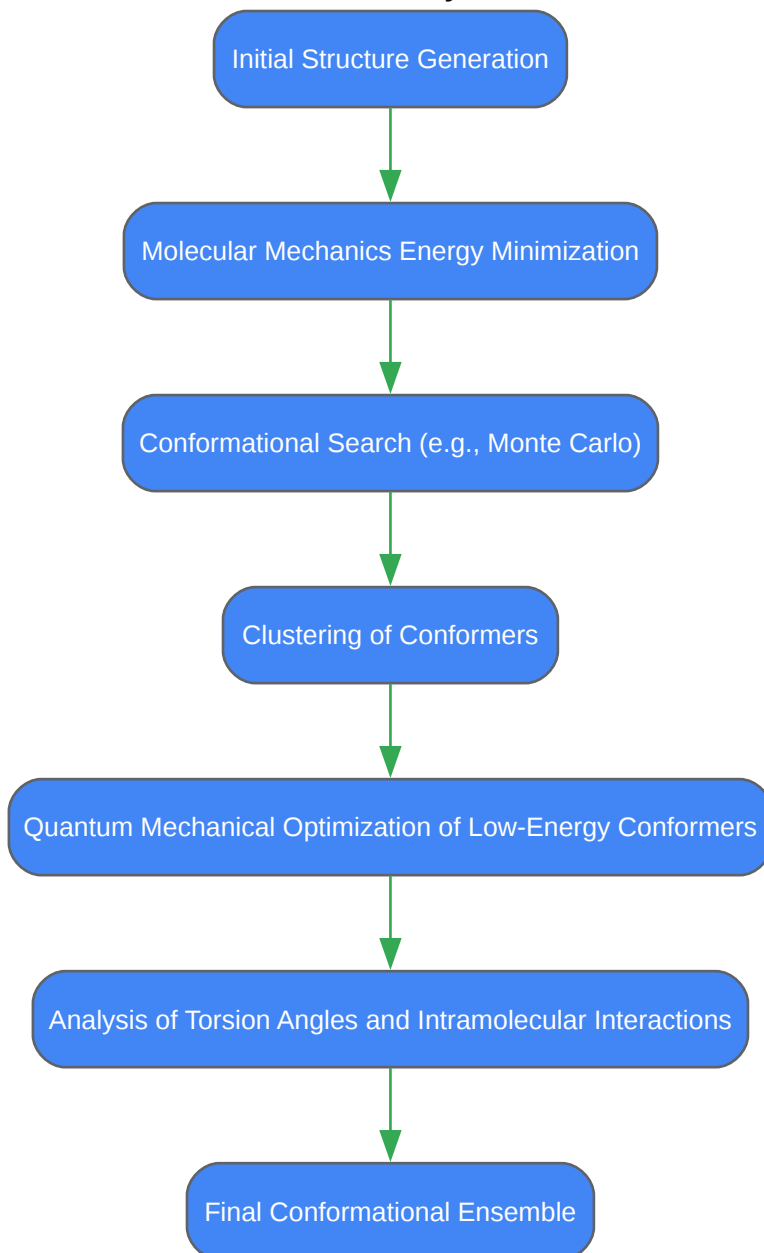 Initial Structure Generation
Molecular Mechanics Energy Minimization
Conformational Search (e.g., Monte Carlo)
Clustering of Conformers
Quantum Mechanical Optimization of Low-Energy Conformers
Analysis of Torsion Angles and Intramolecular Interactions
Final Conformational Ensemble